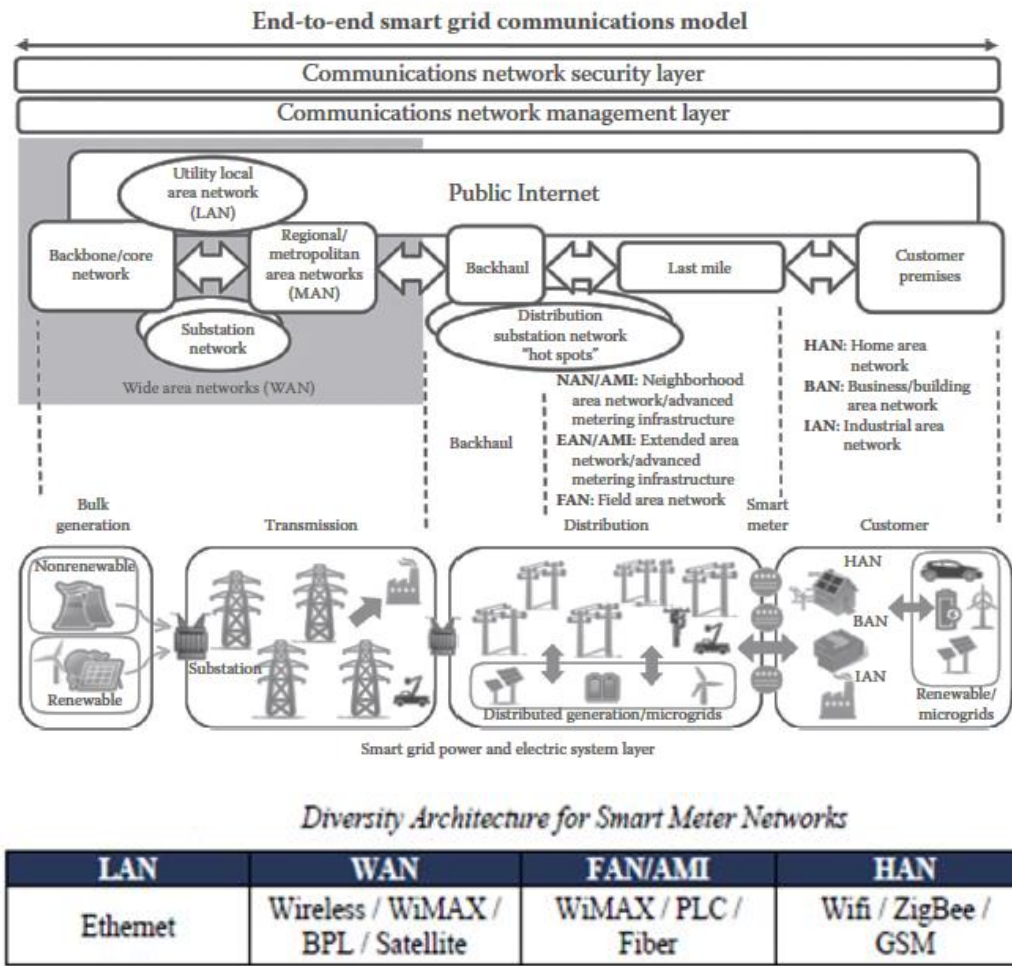 End-to-end smart grid communications model
Communications network security layer
Communications network management layer
Public Internet
Utility local
area network
(LAN)
Backbone/core
network
Regional/
metropolitan
area networks
(MAN)
Backhaul
Last mile
Customer
premises
Substation
network
Distribution
substation network
"hot spots"
Wide area networks (WAN)
Backhaul
NAN/AMI: Neighborhood
area network/advanced
metering infrastructure
EAN/AMI: Extended area
network/advanced
metering infrastructure
FAN: Field area network
HAN: Home area
network
BAN: Business/building
area network
IAN: Industrial area
network
Bulk
generation
Transmission
Distribution
Smart
meter
Customer
Nonrenewable
Renewable
Substation
Distributed generation/microgrids
HAN
BAN
IAN
Renewable/
microgrids
Smart grid power and electric system layer
Diversity Architecture for Smart Meter Networks
LAN WAN FAN/AMI HAN
Ethernet
Wireless / WiMAX /
BPL / Satellite
WiMAX / PLC /
Fiber
Wifi / ZigBee /
GSM